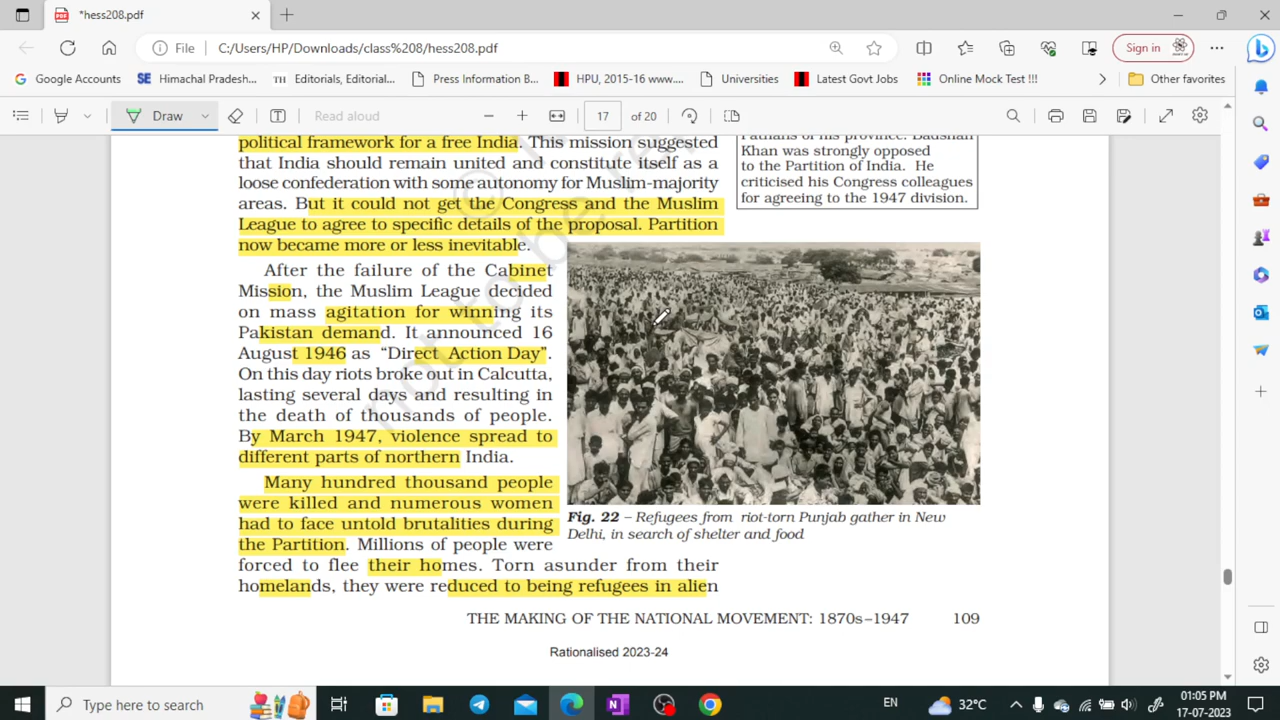 *hess208.pdf
File C:/Users/HP/Downloads/class%208/hess208.pdf
Sign in
Google Accounts
SE Himachal Pradesh...
TH Editorials, Editorial...
Press Information B...
HPU, 2015-16 www....
Universities
Latest Govt Jobs
Online Mock Test !!!
Other favorites
Draw
Read aloud
17 of 20
political framework for a free India. This mission suggested
that India should remain united and constitute itself as a
loose confederation with some autonomy for Muslim-majority
areas. But it could not get the Congress and the Muslim
League to agree to specific details of the proposal. Partition
now became more or less inevitable.
After the failure of the Cabinet
Mission, the Muslim League decided
on mass agitation for winning its
Pakistan demand. It announced 16
August 1946 as “Direct Action Day”.
On this day riots broke out in Calcutta,
lasting several days and resulting in
the death of thousands of people.
By March 1947, violence spread to
different parts of northern India.
Many hundred thousand people
were killed and numerous women
had to face untold brutalities during
the Partition. Millions of people were
forced to flee their homes. Torn asunder from their
homelands, they were reduced to being refugees in alien
Pathans of his province. Badshah
Khan was strongly opposed
to the Partition of India. He
criticised his Congress colleagues
for agreeing to the 1947 division.
Fig. 22 – Refugees from riot-torn Punjab gather in New
Delhi, in search of shelter and food
THE MAKING OF THE NATIONAL MOVEMENT: 1870s–1947 109
Rationalised 2023-24
not to be re
Type here to search
EN
32°C
01:05 PM
17-07-2023